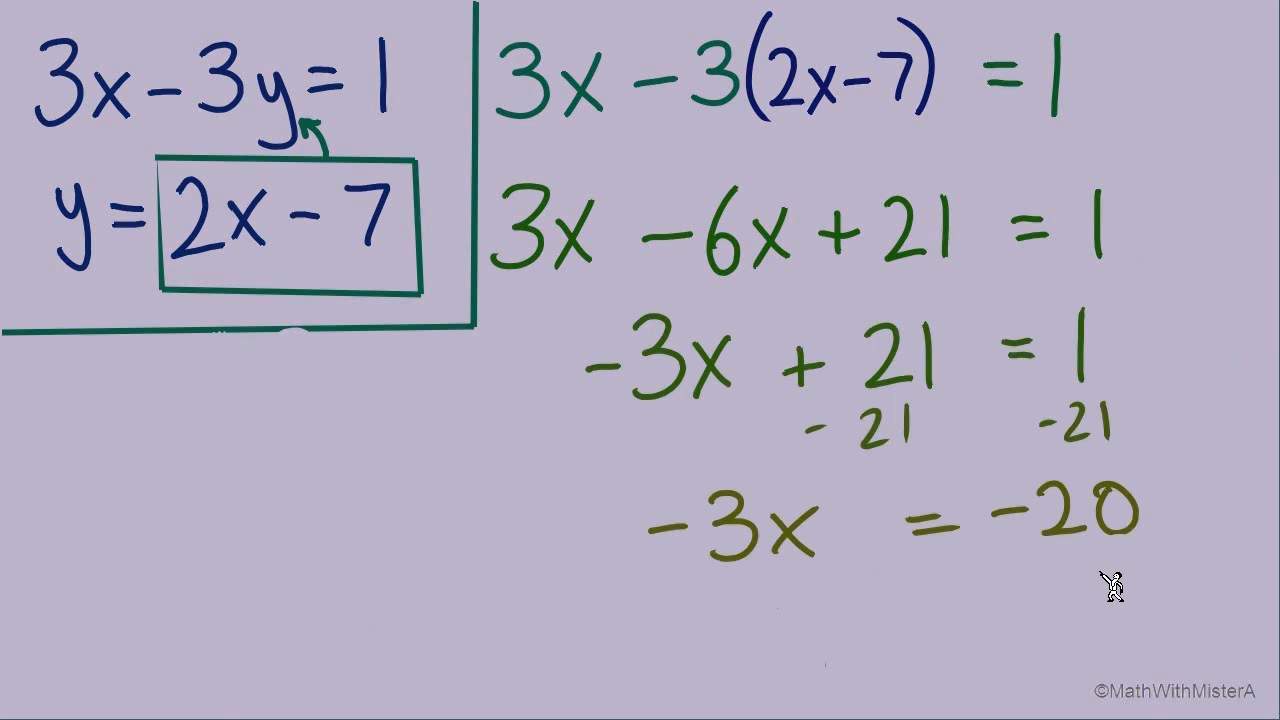 3x - 3y = 1
y = 2x - 7
3x - 3(2x - 7) = 1
3x - 6x + 21 = 1
-3x + 21 = 1
- 21 -21
-3x = -20
©MathWithMisterA